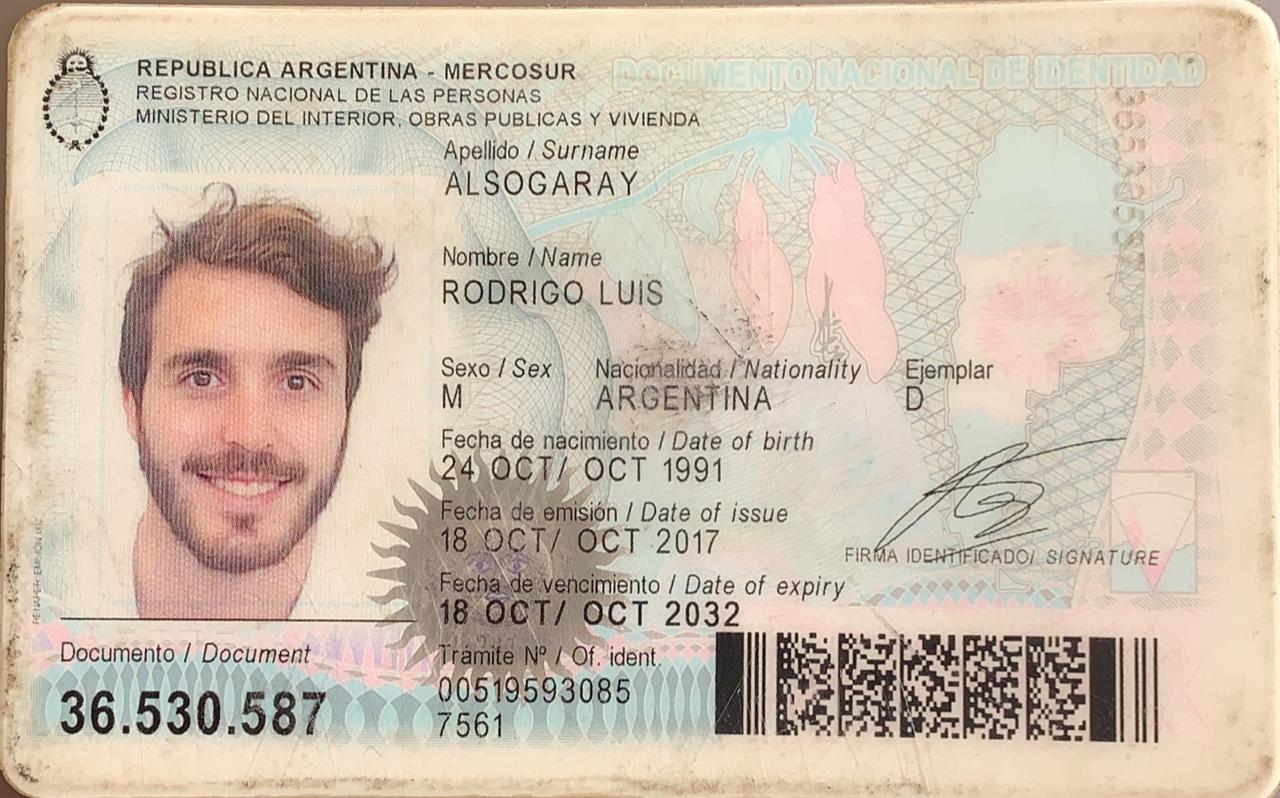 REPUBLICA ARGENTINA - MERCOSUR
DOCUMENTO NACIONAL DE IDENTIDAD
REGISTRO NACIONAL DE LAS PERSONAS
MINISTERIO DEL INTERIOR, OBRAS PUBLICAS Y VIVIENDA
Apellido / Surname
ALSOGARAY
Nombre / Name
RODRIGO LUIS
Sexo / Sex Nacionalidad / Nationality Ejemplar
M ARGENTINA D
Fecha de nacimiento / Date of birth
24 OCT/ OCT 1991
Fecha de emisión / Date of issue
18 OCT/ OCT 2017
FIRMA IDENTIFICADO/ SIGNATURE
Fecha de vencimiento / Date of expiry
18 OCT/ OCT 2032
Documento / Document
36.530.587
Trámite Nº / Of. ident.
00519593085
7561